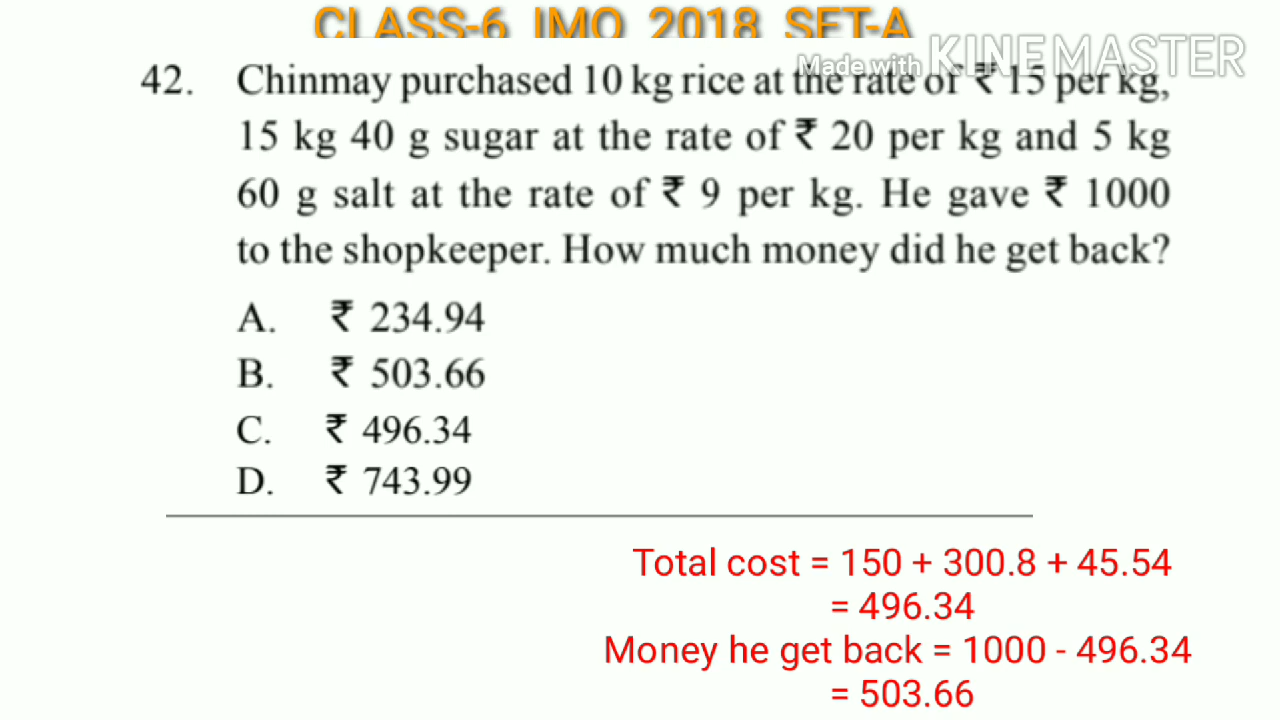 CLASS-6 IMO 2018 SET-A
Made with KINEMASTER
42. Chinmay purchased 10 kg rice at the rate of ₹ 15 per kg,
15 kg 40 g sugar at the rate of ₹ 20 per kg and 5 kg
60 g salt at the rate of ₹ 9 per kg. He gave ₹ 1000
to the shopkeeper. How much money did he get back?
A. ₹ 234.94
B. ₹ 503.66
C. ₹ 496.34
D. ₹ 743.99
Total cost = 150 + 300.8 + 45.54
= 496.34
Money he get back = 1000 - 496.34
= 503.66